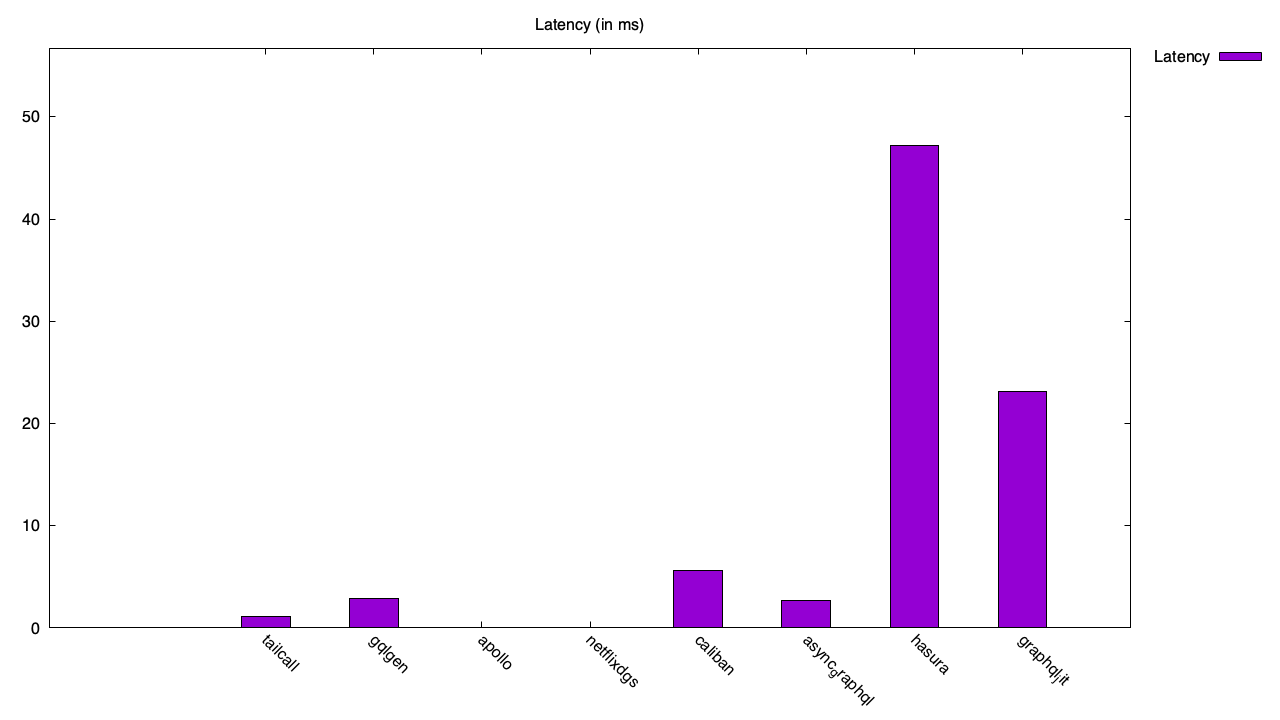 Latency (in ms)
Latency
50
40
30
20
10
0
tailcall
gqlgen
apollo
netflixdgs
caliban
async_graphql
hasura
graphql_jit